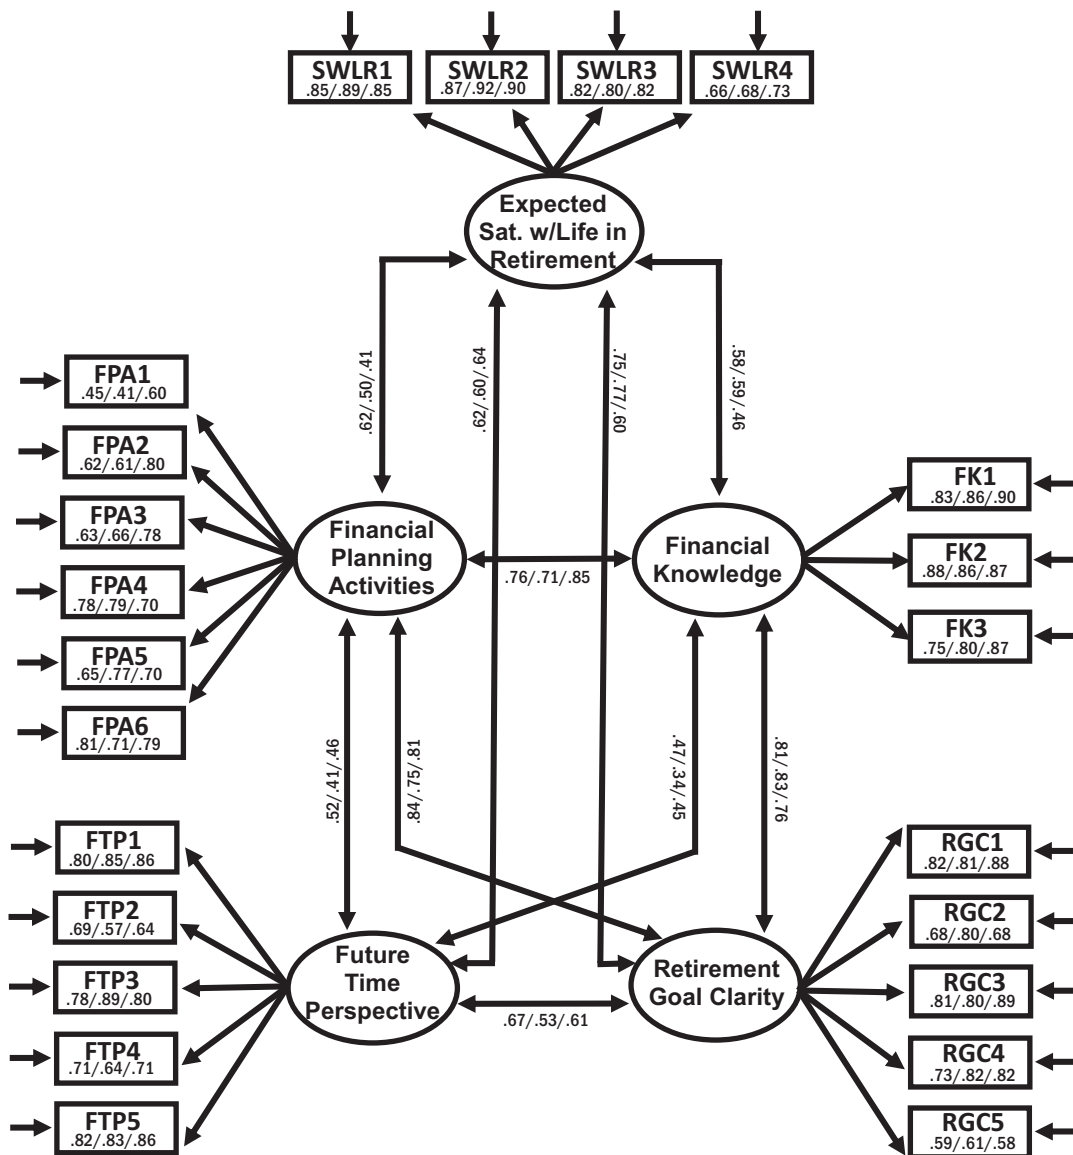 SWLR1
.85/.89/.85
SWLR2
.87/.92/.90
SWLR3
.82/.80/.82
SWLR4
.66/.68/.73
Expected
Sat. w/Life in
Retirement
.62/.50/.41
.62/.60/.64
.75/.77/.60
.58/.59/.46
FPA1
.45/.41/.60
FPA2
.62/.61/.80
FPA3
.63/.66/.78
FPA4
.78/.79/.70
FPA5
.65/.77/.70
FPA6
.81/.71/.79
Financial
Planning
Activities
.76/.71/.85
Financial
Knowledge
FK1
.83/.86/.90
FK2
.88/.86/.87
FK3
.75/.80/.87
.52/.41/.46
.84/.75/.81
.47/.34/.45
.81/.83/.76
FTP1
.80/.85/.86
FTP2
.69/.57/.64
FTP3
.78/.89/.80
FTP4
.71/.64/.71
FTP5
.82/.83/.86
Future
Time
Perspective
.67/.53/.61
Retirement
Goal Clarity
RGC1
.82/.81/.88
RGC2
.68/.80/.68
RGC3
.81/.80/.89
RGC4
.73/.82/.82
RGC5
.59/.61/.58